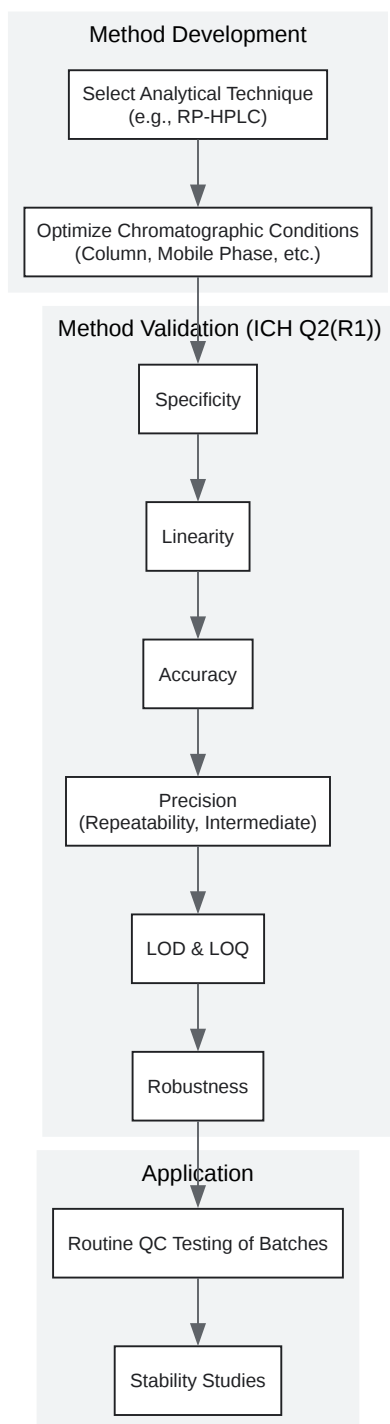 Method Development
Select Analytical Technique
(e.g., RP-HPLC)
Optimize Chromatographic Conditions
(Column, Mobile Phase, etc.)
Method Validation (ICH Q2(R1))
Specificity
Linearity
Accuracy
Precision
(Repeatability, Intermediate)
LOD & LOQ
Robustness
Application
Routine QC Testing of Batches
Stability Studies